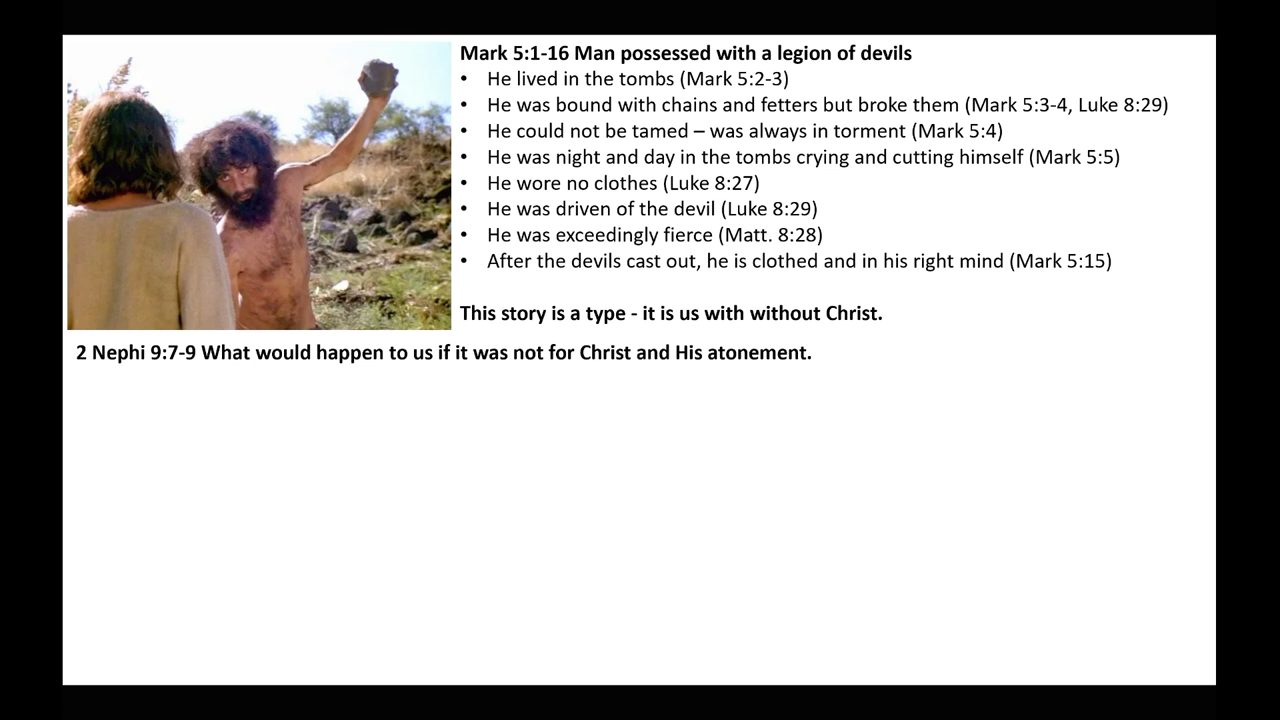 Mark 5:1-16 Man possessed with a legion of devils
• He lived in the tombs (Mark 5:2-3)
• He was bound with chains and fetters but broke them (Mark 5:3-4, Luke 8:29)
• He could not be tamed – was always in torment (Mark 5:4)
• He was night and day in the tombs crying and cutting himself (Mark 5:5)
• He wore no clothes (Luke 8:27)
• He was driven of the devil (Luke 8:29)
• He was exceedingly fierce (Matt. 8:28)
• After the devils cast out, he is clothed and in his right mind (Mark 5:15)
This story is a type - it is us with without Christ.
2 Nephi 9:7-9 What would happen to us if it was not for Christ and His atonement.